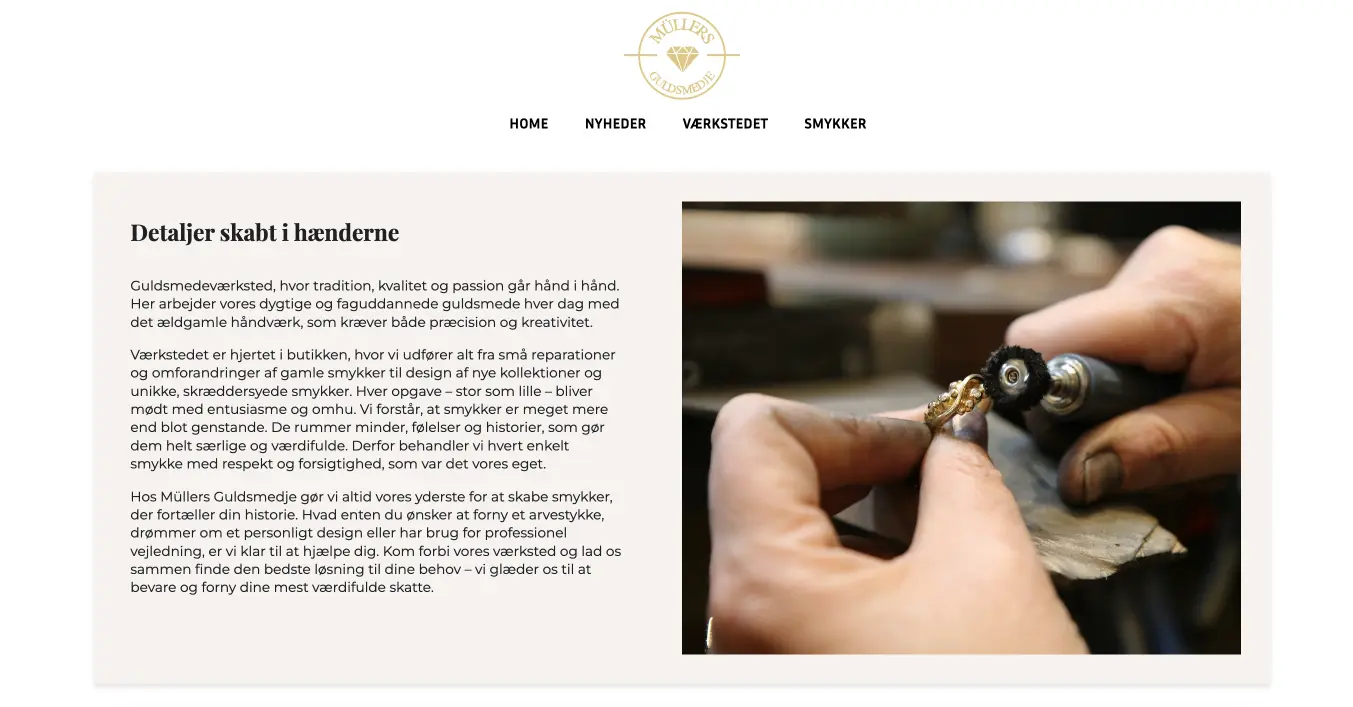 MÜLLERS
GULDSMEDJE
HOME NYHEDER VÆRKSTEDET SMYKKER
Detaljer skabt i hænderne
Guldsmedeværksted, hvor tradition, kvalitet og passion går hånd i hånd.
Her arbejder vores dygtige og faguddannede guldsmede hver dag med
det ældgamle håndværk, som kræver både præcision og kreativitet.
Værkstedet er hjertet i butikken, hvor vi udfører alt fra små reparationer
og omforandringer af gamle smykker til design af nye kollektioner og
unikke, skræddersyede smykker. Hver opgave – stor som lille – bliver
mødt med entusiasme og omhu. Vi forstår, at smykker er meget mere
end blot genstande. De rummer minder, følelser og historier, som gør
dem helt særlige og værdifulde. Derfor behandler vi hvert enkelt
smykke med respekt og forsigtighed, som var det vores eget.
Hos Müllers Guldsmedje gør vi altid vores yderste for at skabe smykker,
der fortæller din historie. Hvad enten du ønsker at forny et arvestykke,
drømmer om et personligt design eller har brug for professionel
vejledning, er vi klar til at hjælpe dig. Kom forbi vores værksted og lad os
sammen finde den bedste løsning til dine behov – vi glæder os til at
bevare og forny dine mest værdifulde skatte.